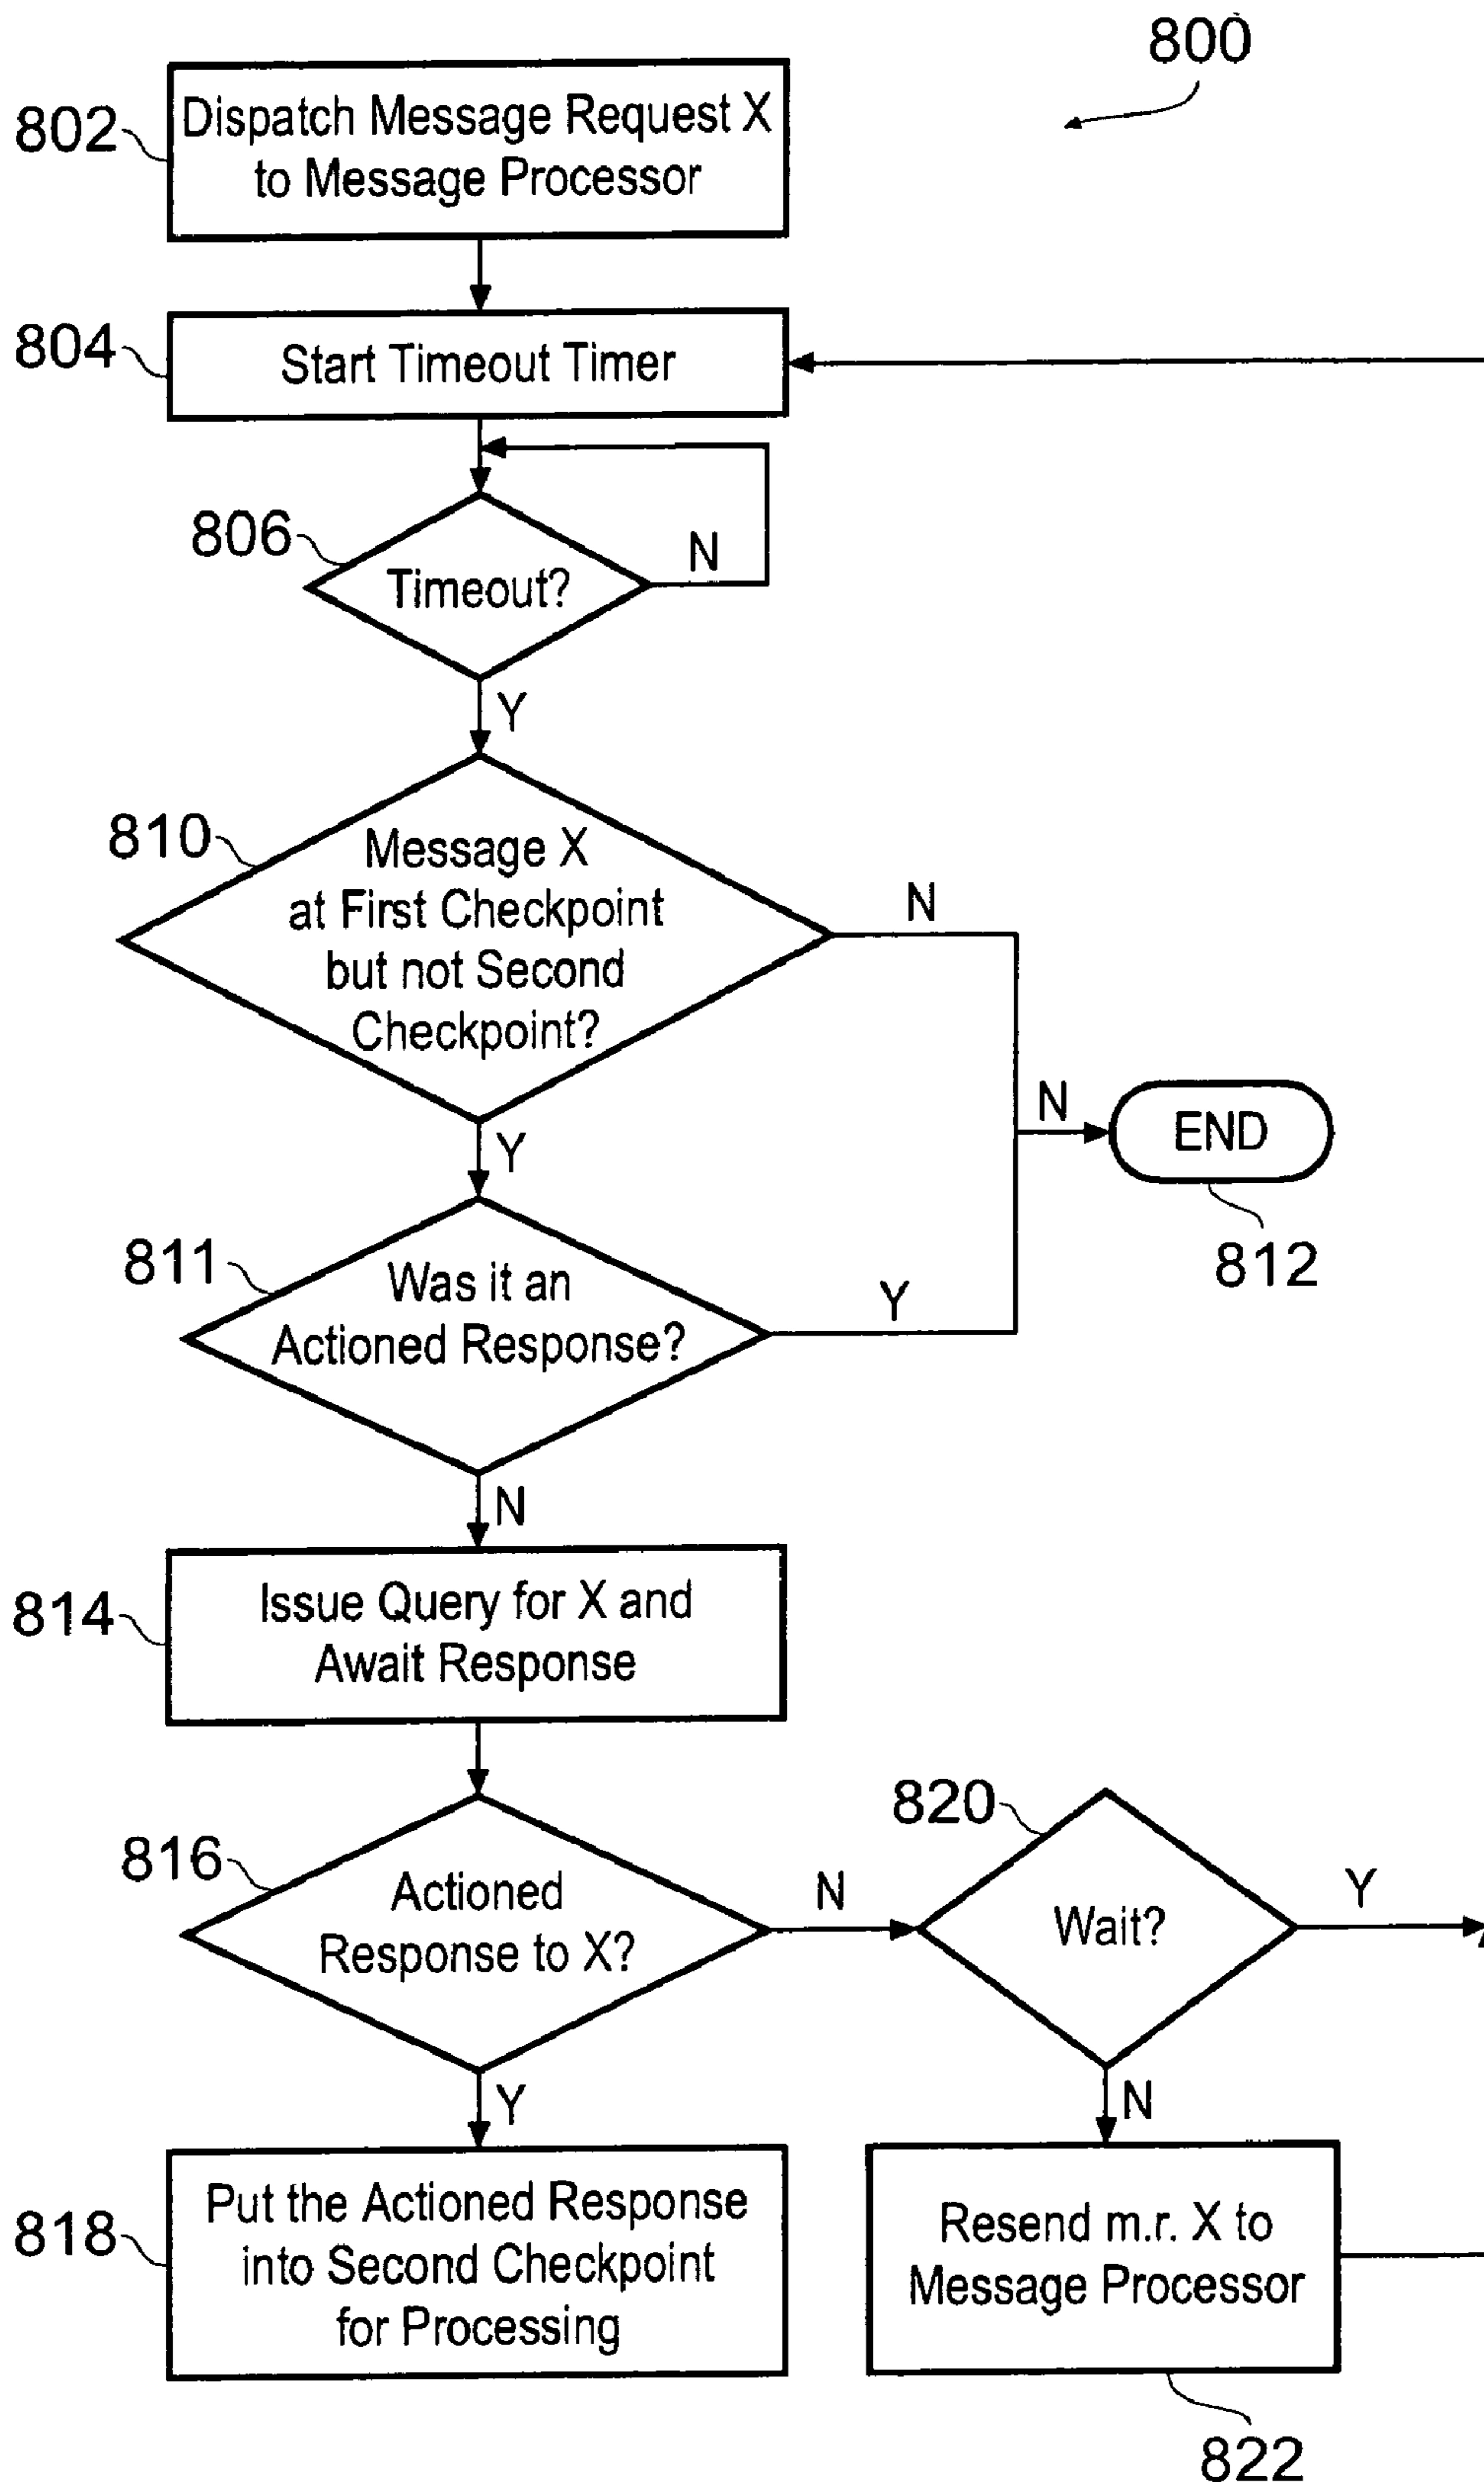 800
802
Dispatch Message Request X
to Message Processor
804
Start Timeout Timer
806
Timeout?
N
Y
810
Message X
at First Checkpoint
but not Second
Checkpoint?
N
Y
N
END
812
811
Was it an
Actioned Response?
Y
N
814
Issue Query for X and
Await Response
816
Actioned
Response to X?
N
820
Wait?
Y
Y
N
818
Put the Actioned Response
into Second Checkpoint
for Processing
Resend m.r. X to
Message Processor
822